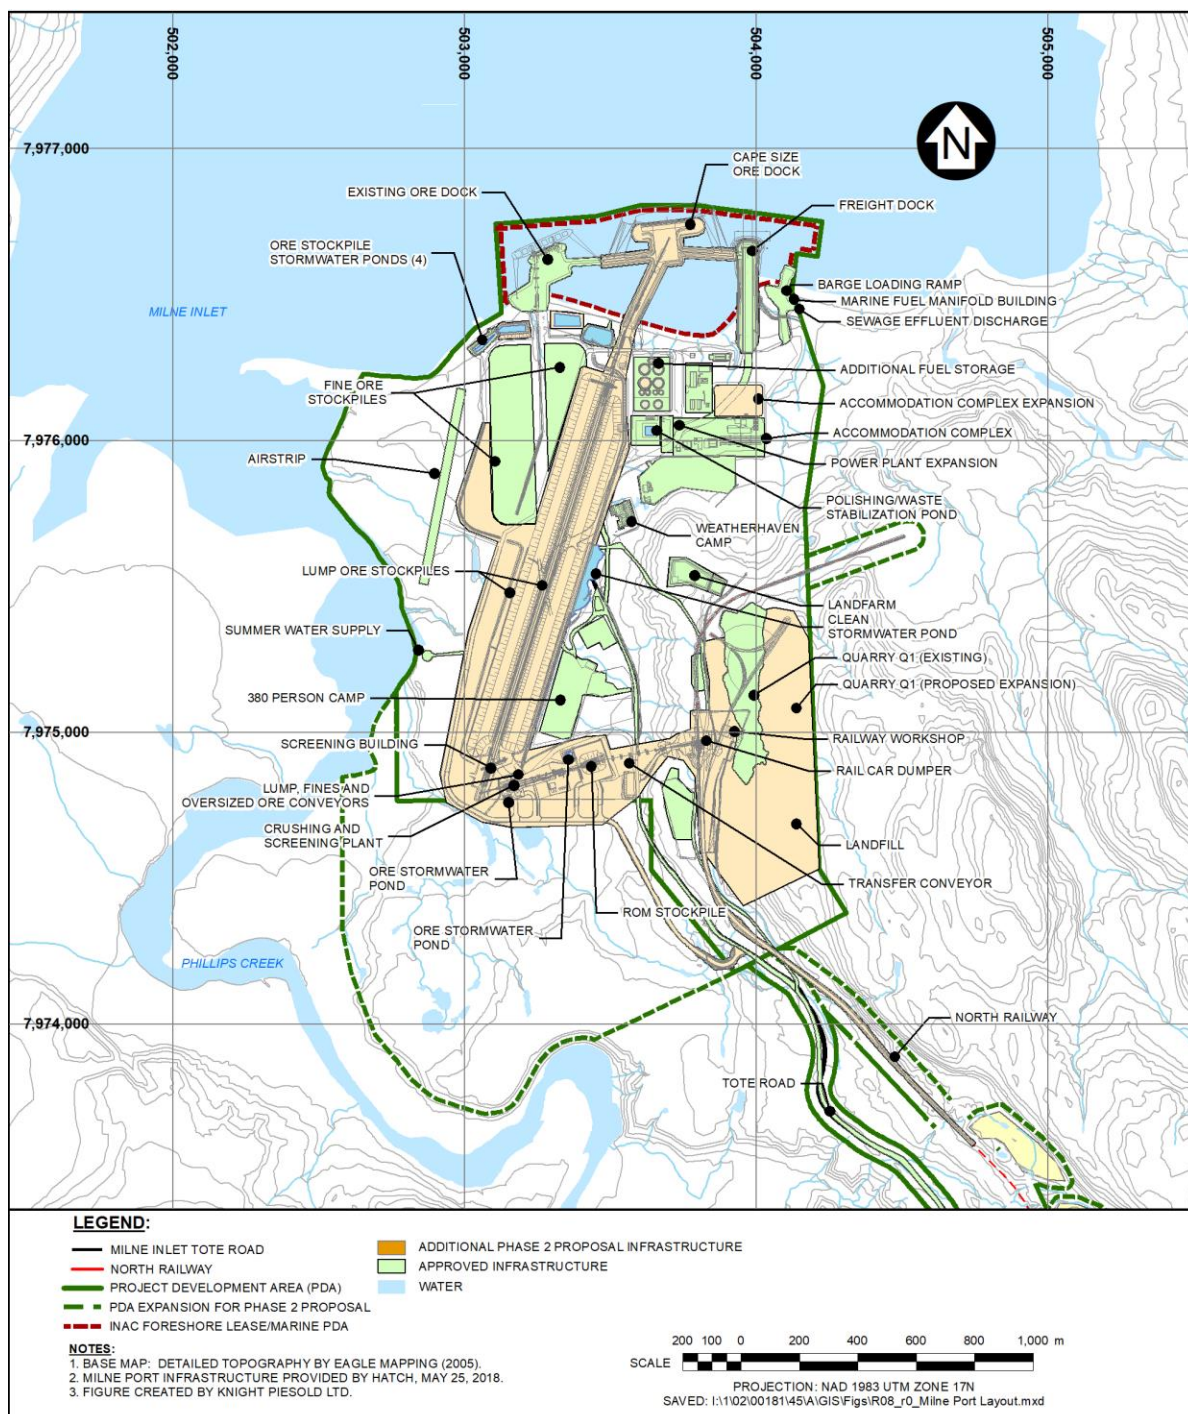 502,000
503,000
504,000
505,000
7,977,000
N
CAPE SIZE
ORE DOCK
EXISTING ORE DOCK
FREIGHT DOCK
ORE STOCKPILE
STORMWATER PONDS (4)
BARGE LOADING RAMP
MARINE FUEL MANIFOLD BUILDING
SEWAGE EFFLUENT DISCHARGE
MILNE INLET
ADDITIONAL FUEL STORAGE
FINE ORE
STOCKPILES
ACCOMMODATION COMPLEX EXPANSION
7,976,000
ACCOMMODATION COMPLEX
AIRSTRIP
POWER PLANT EXPANSION
POLISHING/WASTE
STABILIZATION POND
WEATHERHAVEN
CAMP
LUMP ORE STOCKPILES
LANDFARM
CLEAN
STORMWATER POND
SUMMER WATER SUPPLY
QUARRY Q1 (EXISTING)
QUARRY Q1 (PROPOSED EXPANSION)
380 PERSON CAMP
7,975,000
RAILWAY WORKSHOP
SCREENING BUILDING
RAIL CAR DUMPER
LUMP, FINES AND
OVERSIZED ORE CONVEYORS
CRUSHING AND
SCREENING PLANT
LANDFILL
ORE STORMWATER
POND
TRANSFER CONVEYOR
ROM STOCKPILE
ORE STORMWATER
POND
PHILLIPS CREEK
7,974,000
NORTH RAILWAY
TOTE ROAD
LEGEND:
MILNE INLET TOTE ROAD
NORTH RAILWAY
PROJECT DEVELOPMENT AREA (PDA)
PDA EXPANSION FOR PHASE 2 PROPOSAL
INAC FORESHORE LEASE/MARINE PDA
ADDITIONAL PHASE 2 PROPOSAL INFRASTRUCTURE
APPROVED INFRASTRUCTURE
WATER
NOTES:
1. BASE MAP: DETAILED TOPOGRAPHY BY EAGLE MAPPING (2005).
2. MILNE PORT INFRASTRUCTURE PROVIDED BY HATCH, MAY 25, 2018.
3. FIGURE CREATED BY KNIGHT PIESOLD LTD.
200 100 0 200 400 600 800 1,000 m
SCALE
PROJECTION: NAD 1983 UTM ZONE 17N
SAVED: I:\1\02\00181\45\A\GIS\Figs\R08_r0_Milne Port Layout.mxd